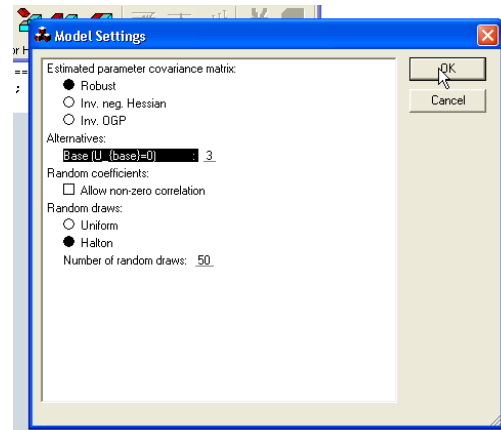 Model Settings
or H
==
;
Estimated parameter covariance matrix:
Robust
Inv. neg. Hessian
Inv. OGP
Alternatives:
Base (U_{base}=0) : 3
Random coefficients:
Allow non-zero correlation
Random draws:
Uniform
Halton
Number of random draws: 50
OK
Cancel